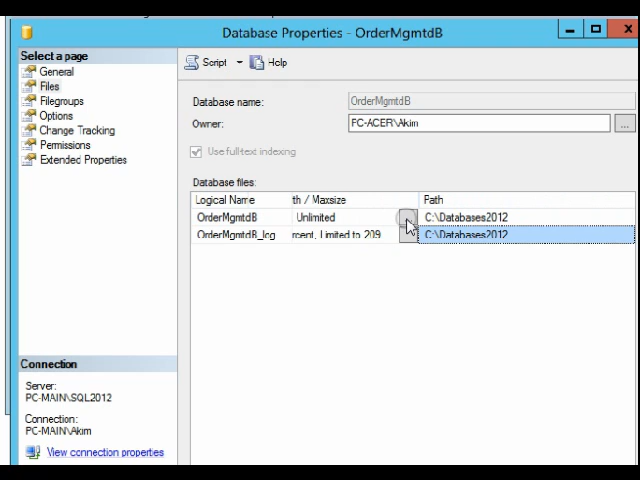 Database Properties - OrderMgmtdB
Select a page
General
Files
Filegroups
Options
Change Tracking
Permissions
Extended Properties
Script
Help
Database name:
OrderMgmtdB
Owner:
PC-ACER\Akim
...
Use full-text indexing
Database files:
Logical Name th / Maxsize Path
OrderMgmtdB Unlimited C:\Databases2012
OrderMgmtdB_log rcent, Limited to 209 C:\Databases2012
Connection
Server:
PC-MAIN\SQL2012
Connection:
PC-MAIN\Akim
View connection properties